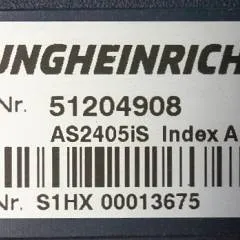 UNGHEINRICH
Nr. 51204908
AS2405iS Index A
Nr. S1HX 00013675